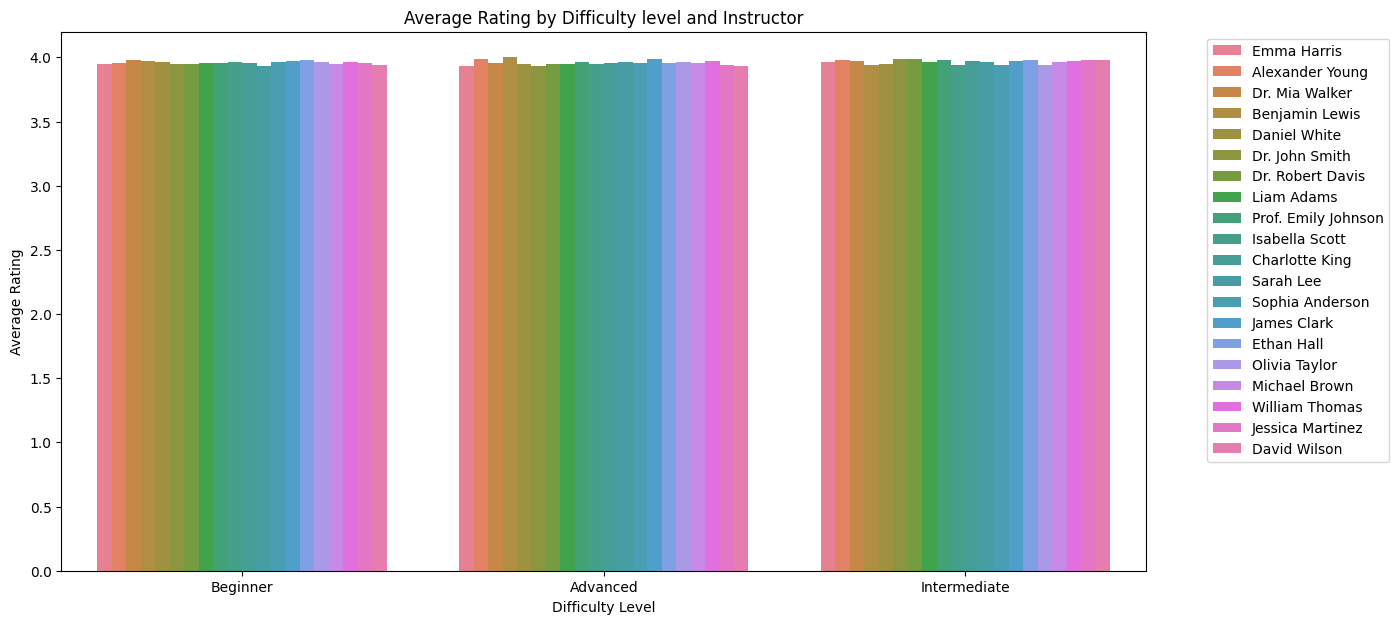 Average Rating by Difficulty level and Instructor
Average Rating
4.0
3.5
3.0
2.5
2.0
1.5
1.0
0.5
0.0
Beginner
Advanced
Intermediate
Difficulty Level
Emma Harris
Alexander Young
Dr. Mia Walker
Benjamin Lewis
Daniel White
Dr. John Smith
Dr. Robert Davis
Liam Adams
Prof. Emily Johnson
Isabella Scott
Charlotte King
Sarah Lee
Sophia Anderson
James Clark
Ethan Hall
Olivia Taylor
Michael Brown
William Thomas
Jessica Martinez
David Wilson